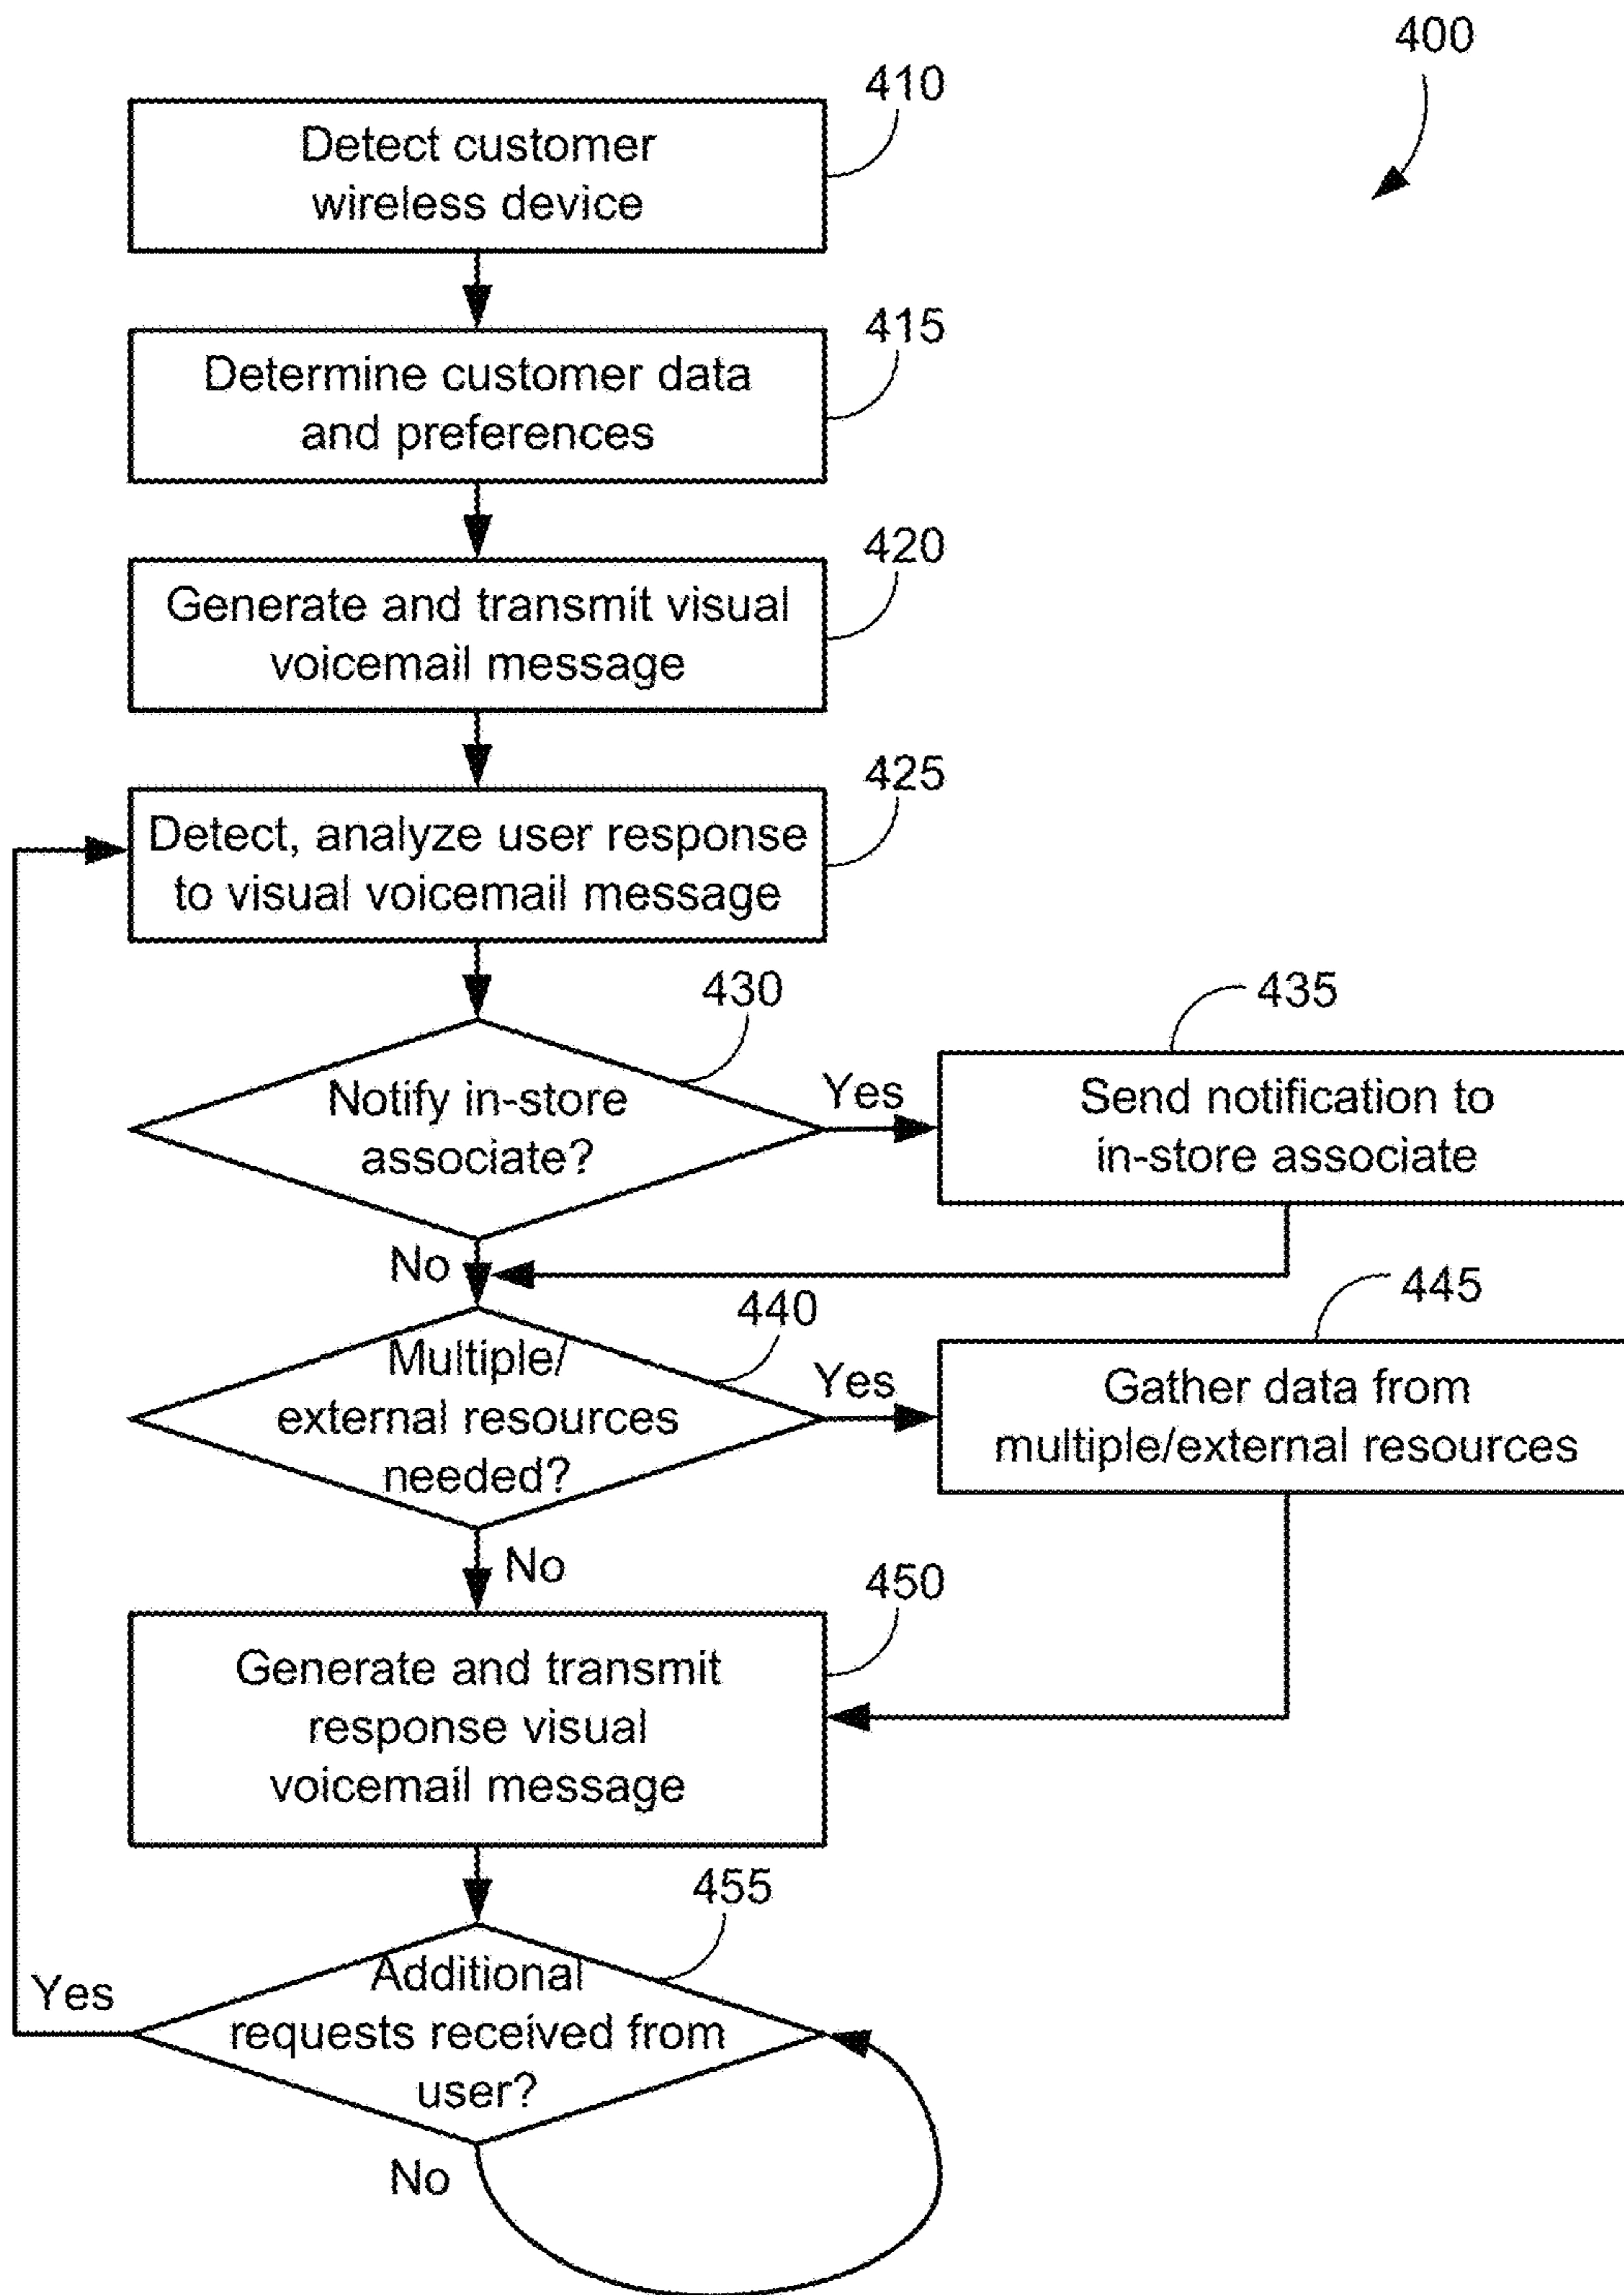 400
410
Detect customer
wireless device
415
Determine customer data
and preferences
420
Generate and transmit visual
voicemail message
425
Detect, analyze user response
to visual voicemail message
430
Notify in-store
associate?
Yes
435
Send notification to
in-store associate
No
440
Multiple/
external resources
needed?
Yes
445
Gather data from
multiple/external resources
No
450
Generate and transmit
response visual
voicemail message
455
Additional
requests received from
user?
Yes
No